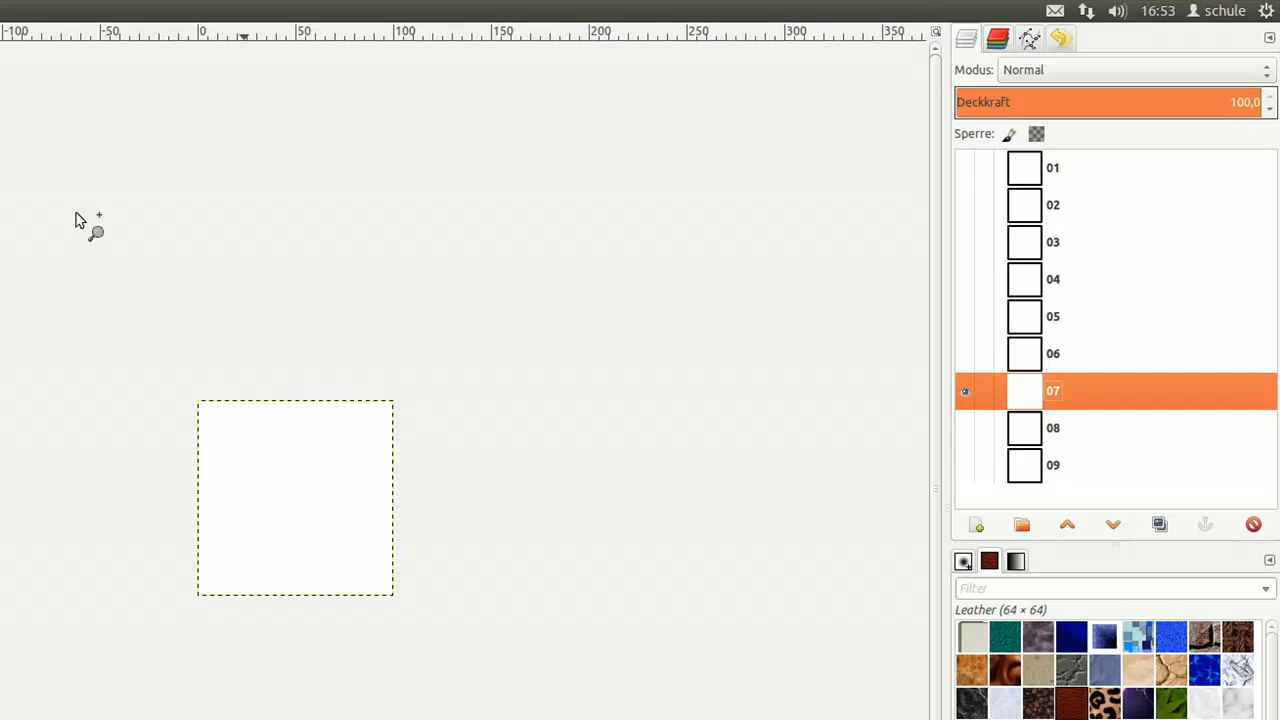 16:53 schule
-100 -50 0 50 100 150 200 250 300 350
Modus: Normal
Deckkraft 100,0
Sperre:
01
02
03
04
05
06
07
08
09
Filter
Leather (64 × 64)